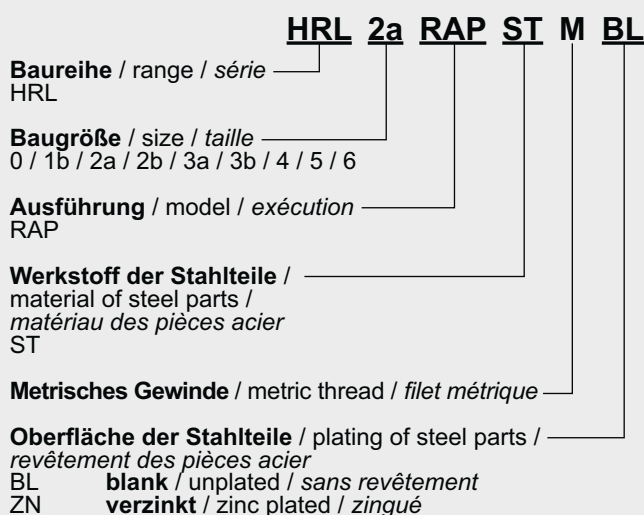 HRL 2a RAP ST M BL
Baureihe / range / série
HRL
Baugröße / size / taille
0 / 1b / 2a / 2b / 3a / 3b / 4 / 5 / 6
Ausführung / model / exécution
RAP
Werkstoff der Stahlteile /
material of steel parts /
matériau des pièces acier
ST
Metrisches Gewinde / metric thread / filet métrique
Oberfläche der Stahlteile / plating of steel parts /
revêtement des pièces acier
BL blank / unplated / sans revêtement
ZN verzinkt / zinc plated / zingué